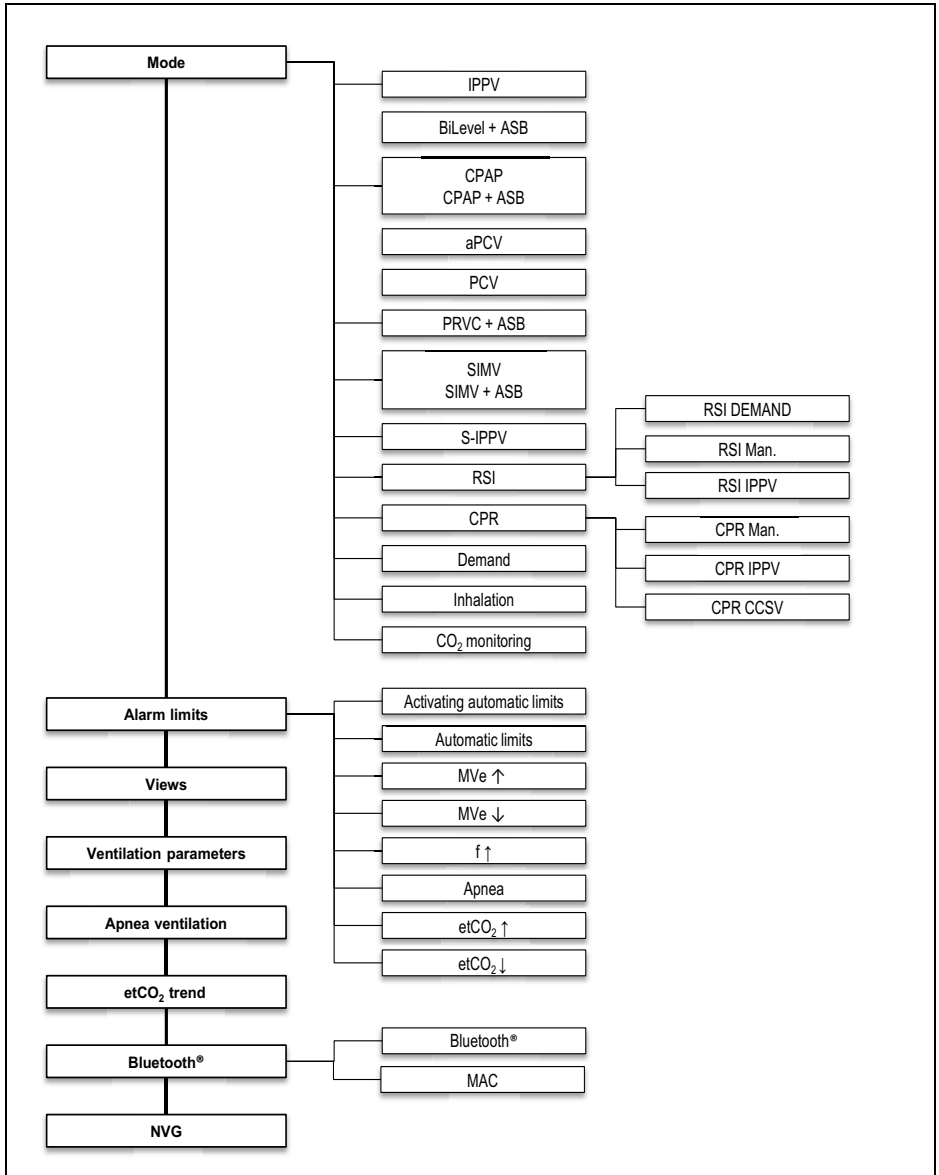 Mode
IPPV
BiLevel + ASB
CPAP
CPAP + ASB
aPCV
PCV
PRVC + ASB
SIMV
SIMV + ASB
S-IPPV
RSI
RSI DEMAND
RSI Man.
RSI IPPV
CPR
CPR Man.
CPR IPPV
CPR CCSV
Demand
Inhalation
CO₂ monitoring
Alarm limits
Activating automatic limits
Automatic limits
MVe ↑
MVe ↓
f ↑
Apnea
etCO₂ ↑
etCO₂ ↓
Views
Ventilation parameters
Apnea ventilation
etCO₂ trend
Bluetooth®
Bluetooth®
MAC
NVG